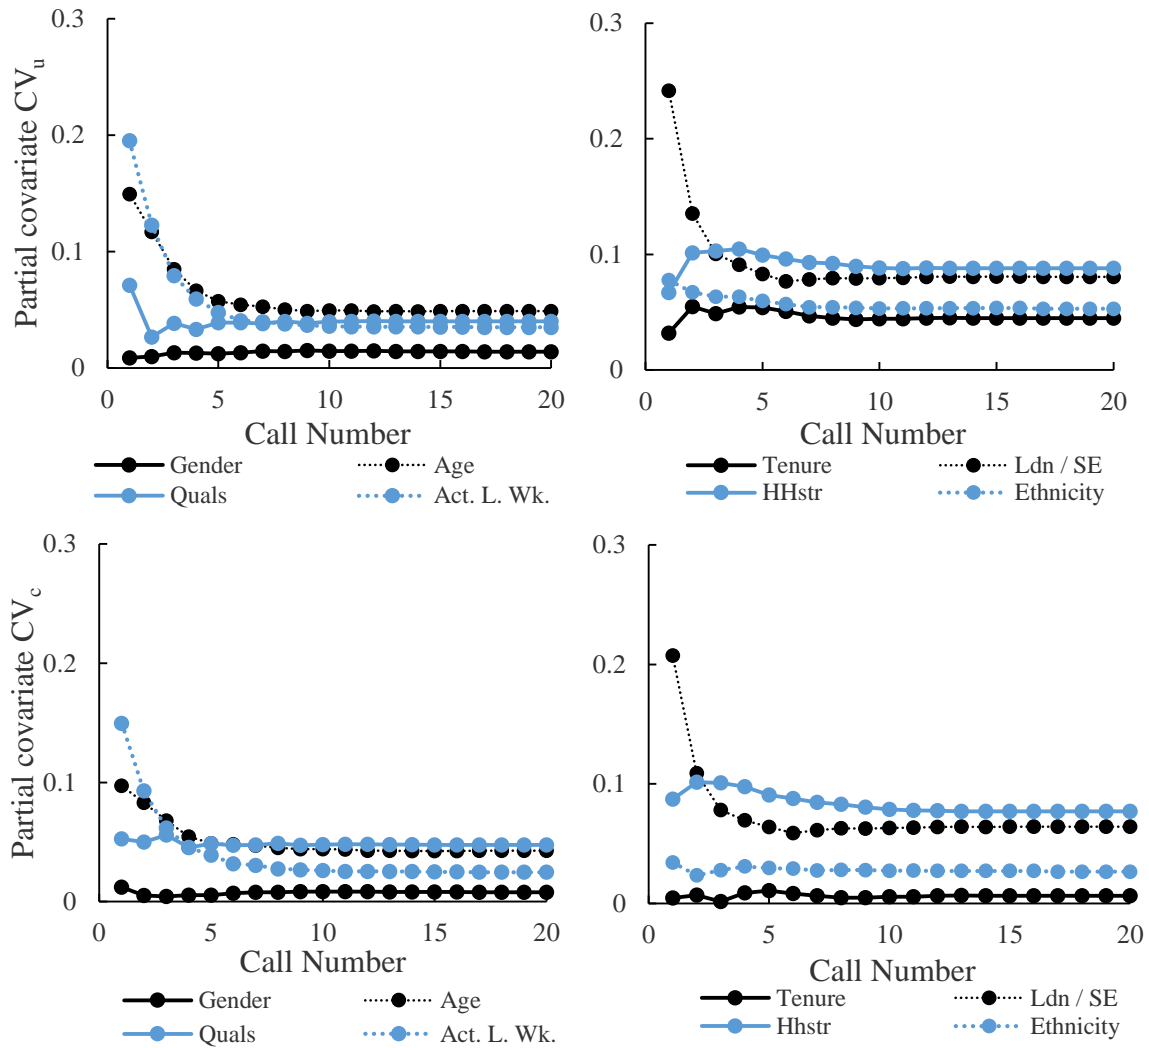 0.3
0.2
0.1
0
Partial covariate CVu
0 5 10 15 20
Call Number
Gender Age
Quals Act. L. Wk.
0.3
0.2
0.1
0
0 5 10 15 20
Call Number
Tenure Ldn / SE
HHstr Ethnicity
0.3
0.2
0.1
0
Partial covariate CVc
0 5 10 15 20
Call Number
Gender Age
Quals Act. L. Wk.
0.3
0.2
0.1
0
0 5 10 15 20
Call Number
Tenure Ldn / SE
Hhstr Ethnicity